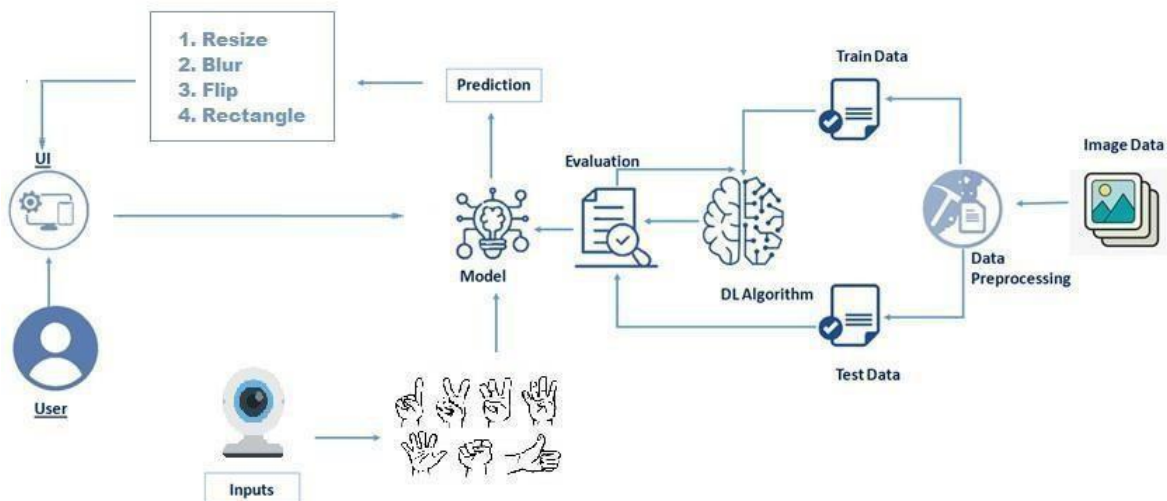 1. Resize
2. Blur
3. Flip
4. Rectangle
Prediction
Train Data
Image Data
UI
Evaluation
Model
DL Algorithm
Data
Preprocessing
Test Data
User
Inputs